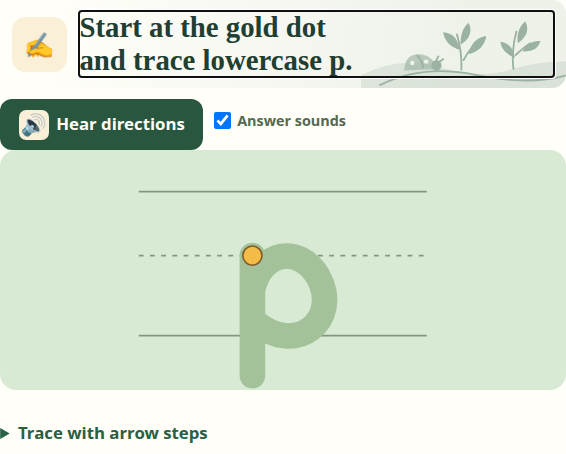 Start at the gold dot
and trace lowercase p.
Hear directions
Answer sounds
p
Trace with arrow steps